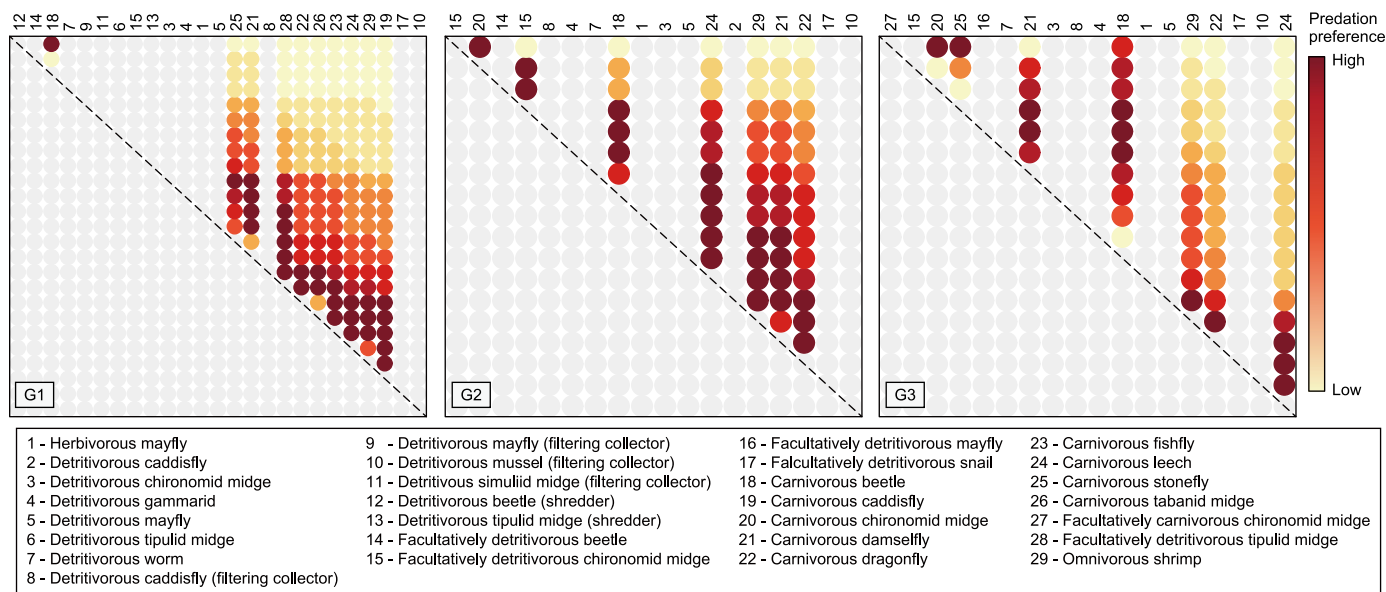 12 14 18 16 7 9 11 6 15 13 3 8 4 1 5 25 21 2 28 22 26 23 24 29 19 17 10
15 20 16 15 7 14 3 18 1 3 5 24 2 29 21 22 17 10
27 15 20 25 16 7 21 3 8 4 18 1 5 29 22 17 10 24
Predation
preference
High
Low
G1
G2
G3
1 - Herbivorous mayfly
2 - Detritivorous caddisfly
3 - Detritivorous chironomid midge
4 - Detritivorous gammarid
5 - Detritivorous mayfly
6 - Detritivorous tipulid midge
7 - Detritivorous worm
8 - Detritivorous caddisfly (filtering collector)
9 - Detritivorous mayfly (filtering collector)
10 - Detritivorous mussel (filtering collector)
11 - Detritivorous simuliid midge (filtering collector)
12 - Detritivorous beetle (shredder)
13 - Detritivorous tipulid midge (shredder)
14 - Facultatively detritivorous beetle
15 - Facultatively detritivorous chironomid midge
16 - Facultatively detritivorous mayfly
17 - Falcultatively detritivorous snail
18 - Carnivorous beetle
19 - Carnivorous caddisfly
20 - Carnivorous chironomid midge
21 - Carnivorous damselfly
22 - Carnivorous dragonfly
23 - Carnivorous fishfly
24 - Carnivorous leech
25 - Carnivorous stonefly
26 - Carnivorous tabanid midge
27 - Facultatively carnivorous chironomid midge
28 - Facultatively detritivorous tipulid midge
29 - Omnivorous shrimp